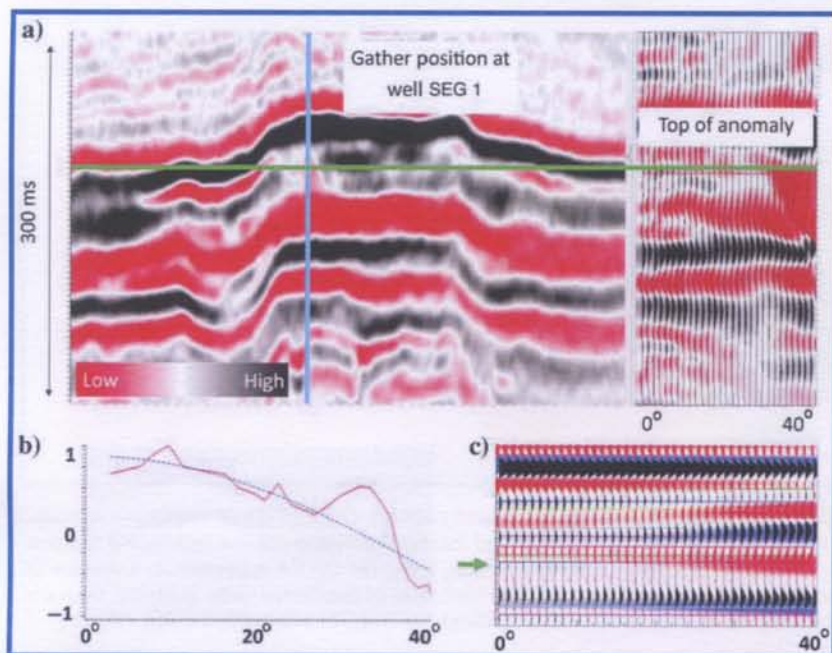 a)
Gather position at
well SEG 1
Top of anomaly
300 ms
Low High
0° 40°
b)
1
0
−1
0° 20° 40°
c)
0° 40°